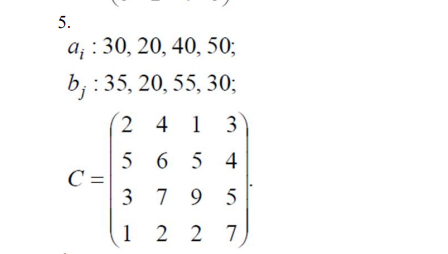 5.
a_i : 30, 20, 40, 50;
b_j : 35, 20, 55, 30;
C = ( 2 4 1 3
5 6 5 4
3 7 9 5
1 2 2 7 ).